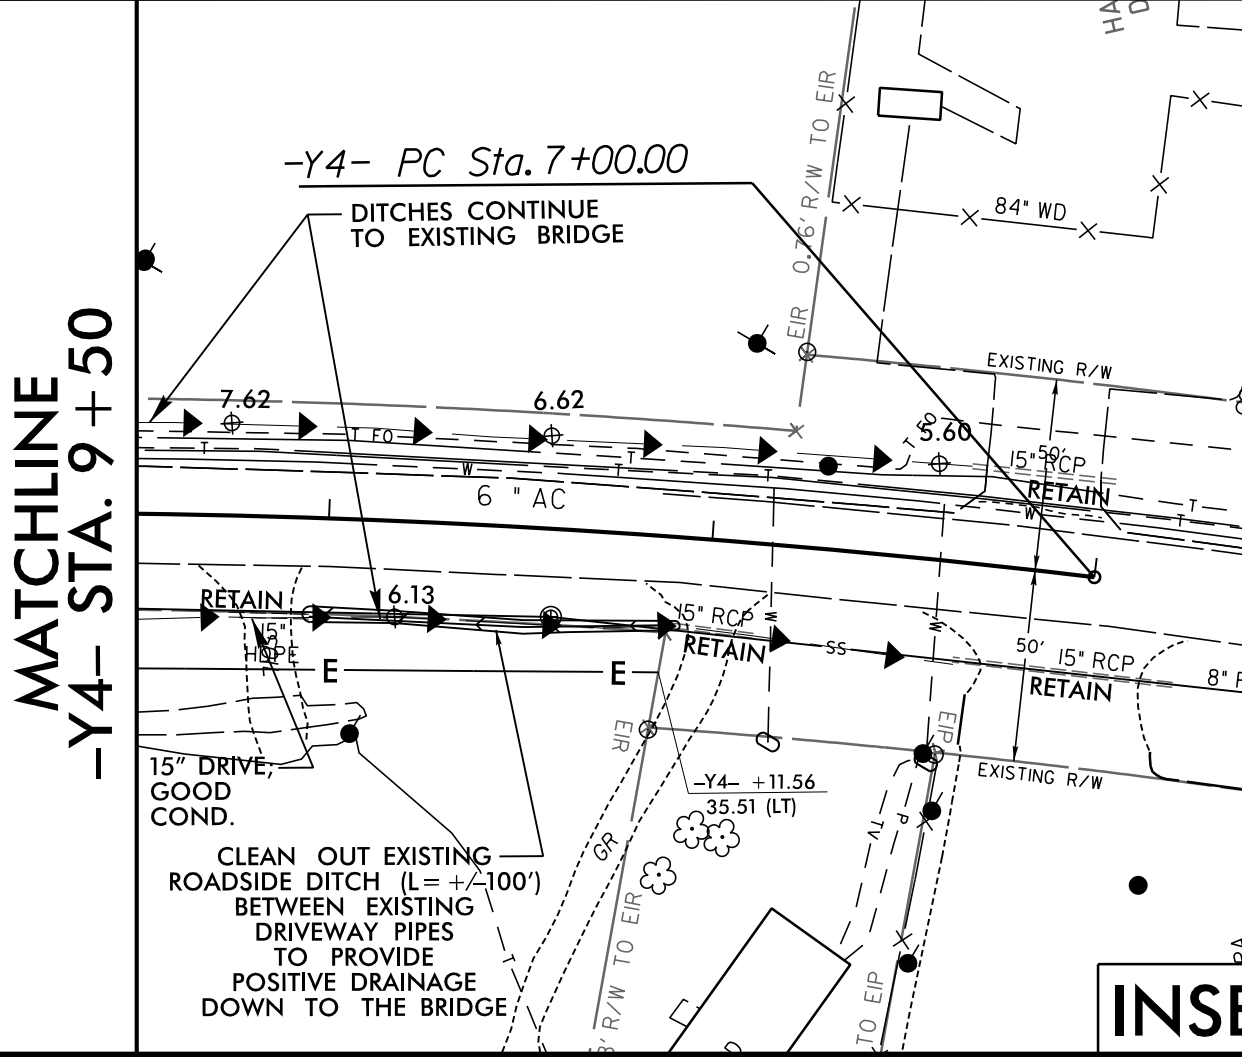 HA
D
0.76' R/W TO EIR
-Y4- PC Sta. 7+00.00
84" WD
DITCHES CONTINUE
TO EXISTING BRIDGE
EIR
EXISTING R/W
MATCHLINE
-Y4- STA. 9+50
7.62
6.62
5.60
T FO
T FO
T
T
T
T
T
T
W
W
50'
15" RCP
RETAIN
6 " AC
RETAIN
15"
HDPE
T
6.13
15" RCP
RETAIN
W
W
SS
50'
15" RCP
RETAIN
8" R
E
E
EIR
EIP
EXISTING R/W
15" DRIVE,
GOOD
COND.
-Y4- +11.56
35.51 (LT)
TV
P
GR
CLEAN OUT EXISTING
ROADSIDE DITCH (L= +/-100')
BETWEEN EXISTING
DRIVEWAY PIPES
TO PROVIDE
POSITIVE DRAINAGE
DOWN TO THE BRIDGE
T
3' R/W TO EIR
TO EIP
D
INSE